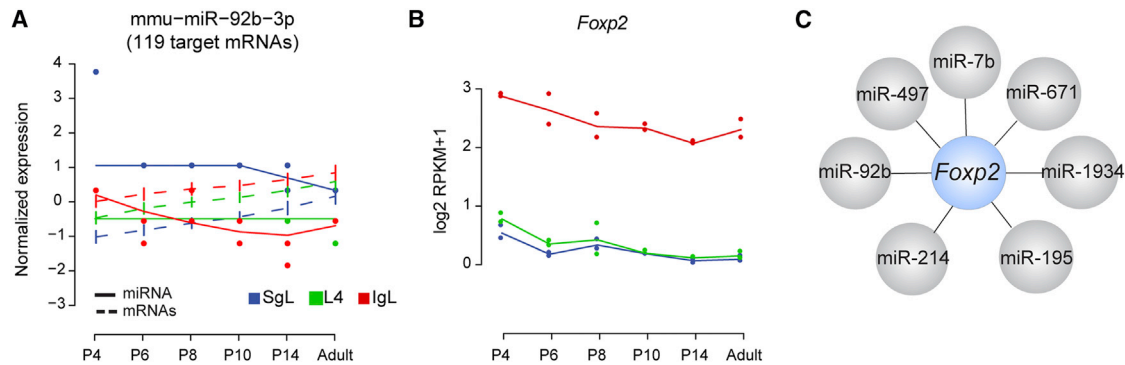 A
mmu−miR−92b−3p
(119 target mRNAs)
Normalized expression
4
3
2
1
0
−1
−2
−3
miRNA
mRNAs
SgL
L4
IgL
P4
P6
P8
P10
P14
Adult
B
Foxp2
log2 RPKM+1
3
2
1
0
P4
P6
P8
P10
P14
Adult
C
miR-7b
miR-497
miR-671
miR-92b
Foxp2
miR-1934
miR-214
miR-195